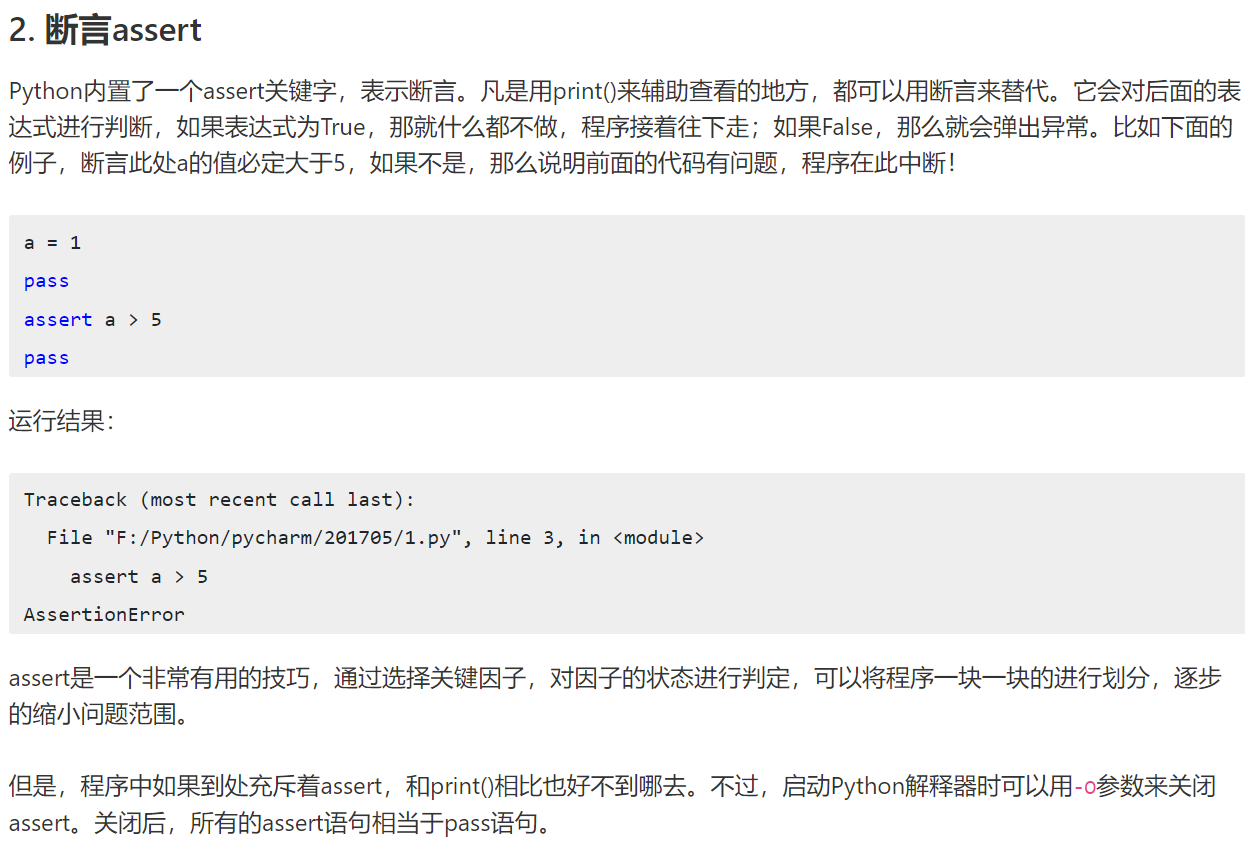 2. 断言assert
Python内置了一个assert关键字，表示断言。凡是用print()来辅助查看的地方，都可以用断言来替代。它会对后面的表
达式进行判断，如果表达式为True，那就什么都不做，程序接着往下走；如果False，那么就会弹出异常。比如下面的
例子，断言此处a的值必定大于5，如果不是，那么说明前面的代码有问题，程序在此中断！
a = 1
pass
assert a > 5
pass
运行结果：
Traceback (most recent call last):
  File "F:/Python/pycharm/201705/1.py", line 3, in <module>
    assert a > 5
AssertionError
assert是一个非常有用的技巧，通过选择关键因子，对因子的状态进行判定，可以将程序一块一块的进行划分，逐步
的缩小问题范围。
但是，程序中如果到处充斥着assert，和print()相比也好不到哪去。不过，启动Python解释器时可以用-o参数来关闭
assert。关闭后，所有的assert语句相当于pass语句。